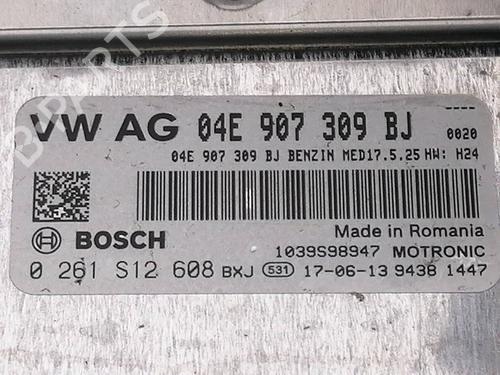 B-PARTS
VW AG 04E 907 309 BJ
----
0020
04E 907 309 BJ BENZIN MED17.5.25 HW: H24
Made in Romania
BOSCH
1039S98947 MOTRONIC
0 261 S12 608 BXJ 531 17-06-13 9438 1447